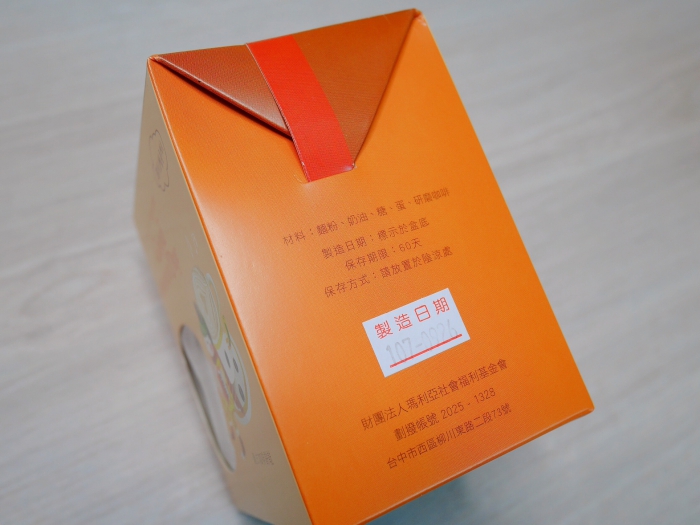 材料：麵粉、奶油、糖、蛋、研磨咖啡
製造日期：標示於盒底
保存期限：60天
保存方式：請放置於陰涼處
製造日期
財團法人瑪利亞社會福利基金會
劃撥帳號 2025-1328
台中市西區柳川東路二段73號